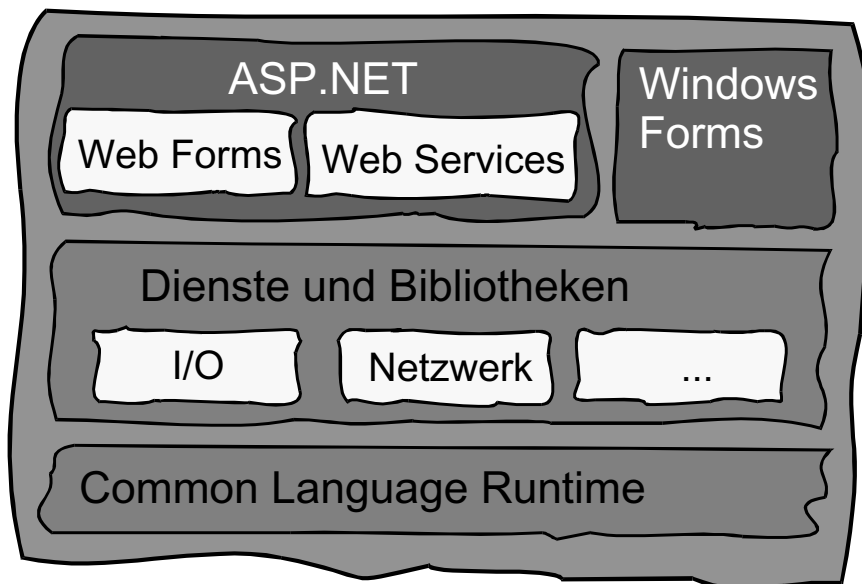 ASP.NET
Web Forms
Web Services
Windows
Forms
Dienste und Bibliotheken
I/O
Netzwerk
...
Common Language Runtime